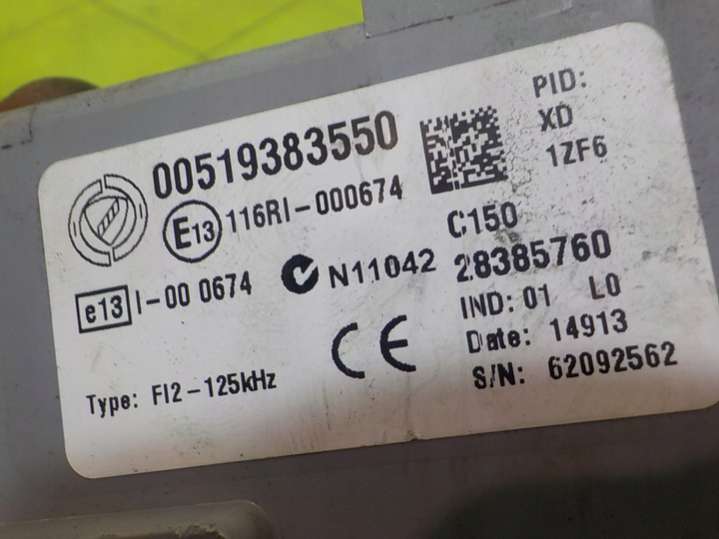 00519383550
E13 116RI-000674
e13 I-00 0674
N11042
Type: FI2-125kHz
CE
PID:
XD
1ZF6
C150
28385760
IND: 01 L0
Date: 14913
S/N: 62092562